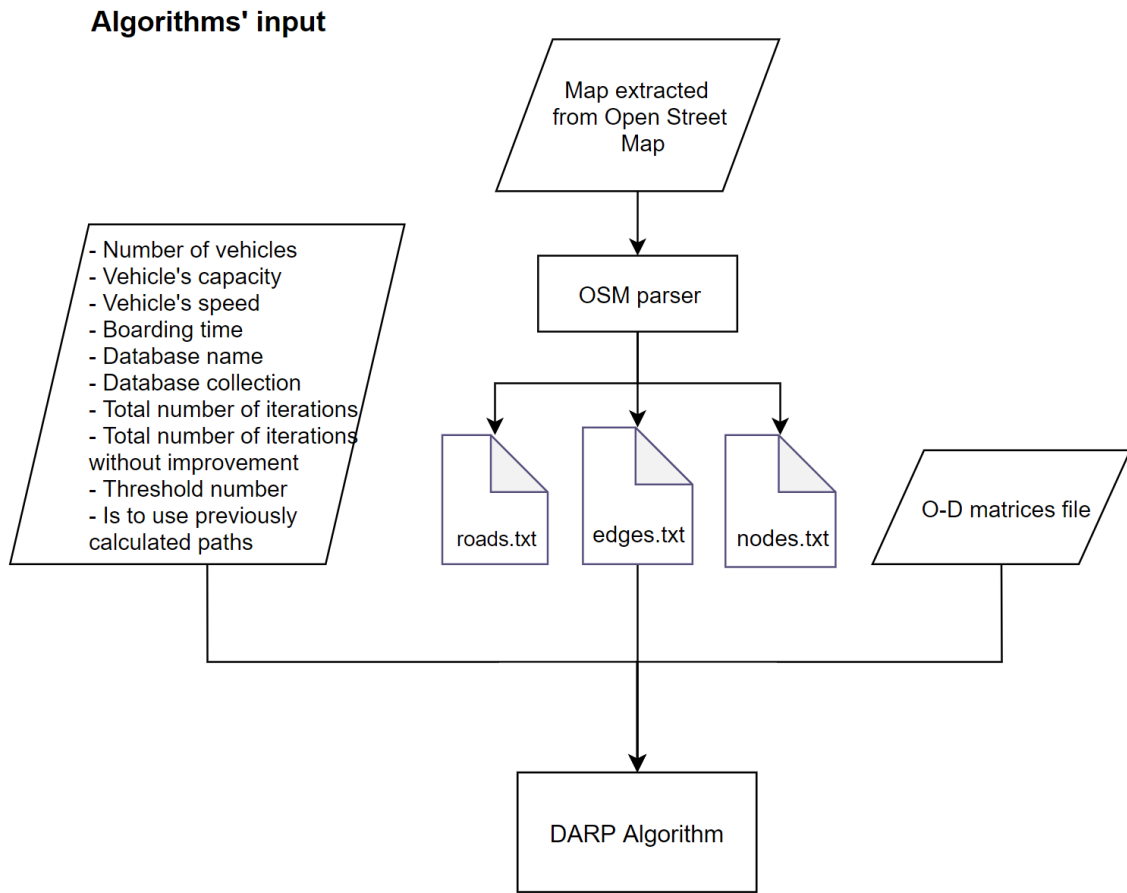 Algorithms' input
Map extracted
from Open Street
Map
- Number of vehicles
- Vehicle's capacity
- Vehicle's speed
- Boarding time
- Database name
- Database collection
- Total number of iterations
- Total number of iterations
without improvement
- Threshold number
- Is to use previously
calculated paths
OSM parser
roads.txt
edges.txt
nodes.txt
O-D matrices file
DARP Algorithm